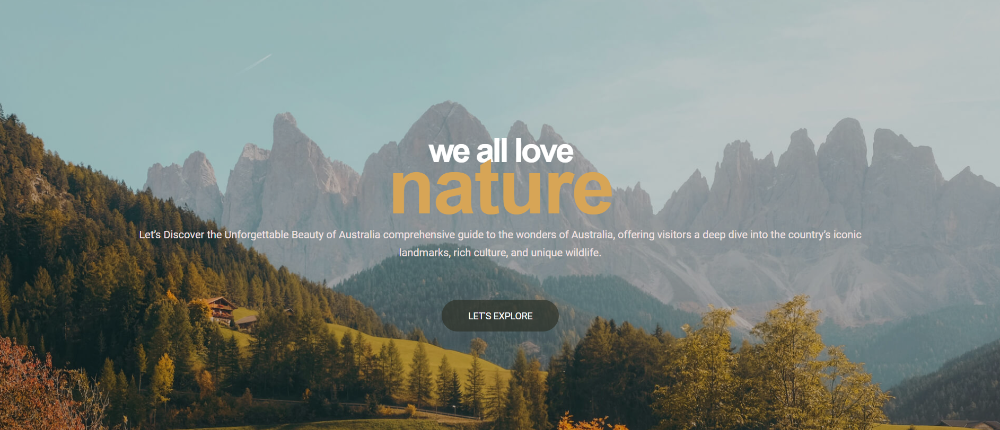 we all love
nature
Let’s Discover the Unforgettable Beauty of Australia comprehensive guide to the wonders of Australia, offering visitors a deep dive into the country’s iconic
landmarks, rich culture, and unique wildlife.
LET'S EXPLORE